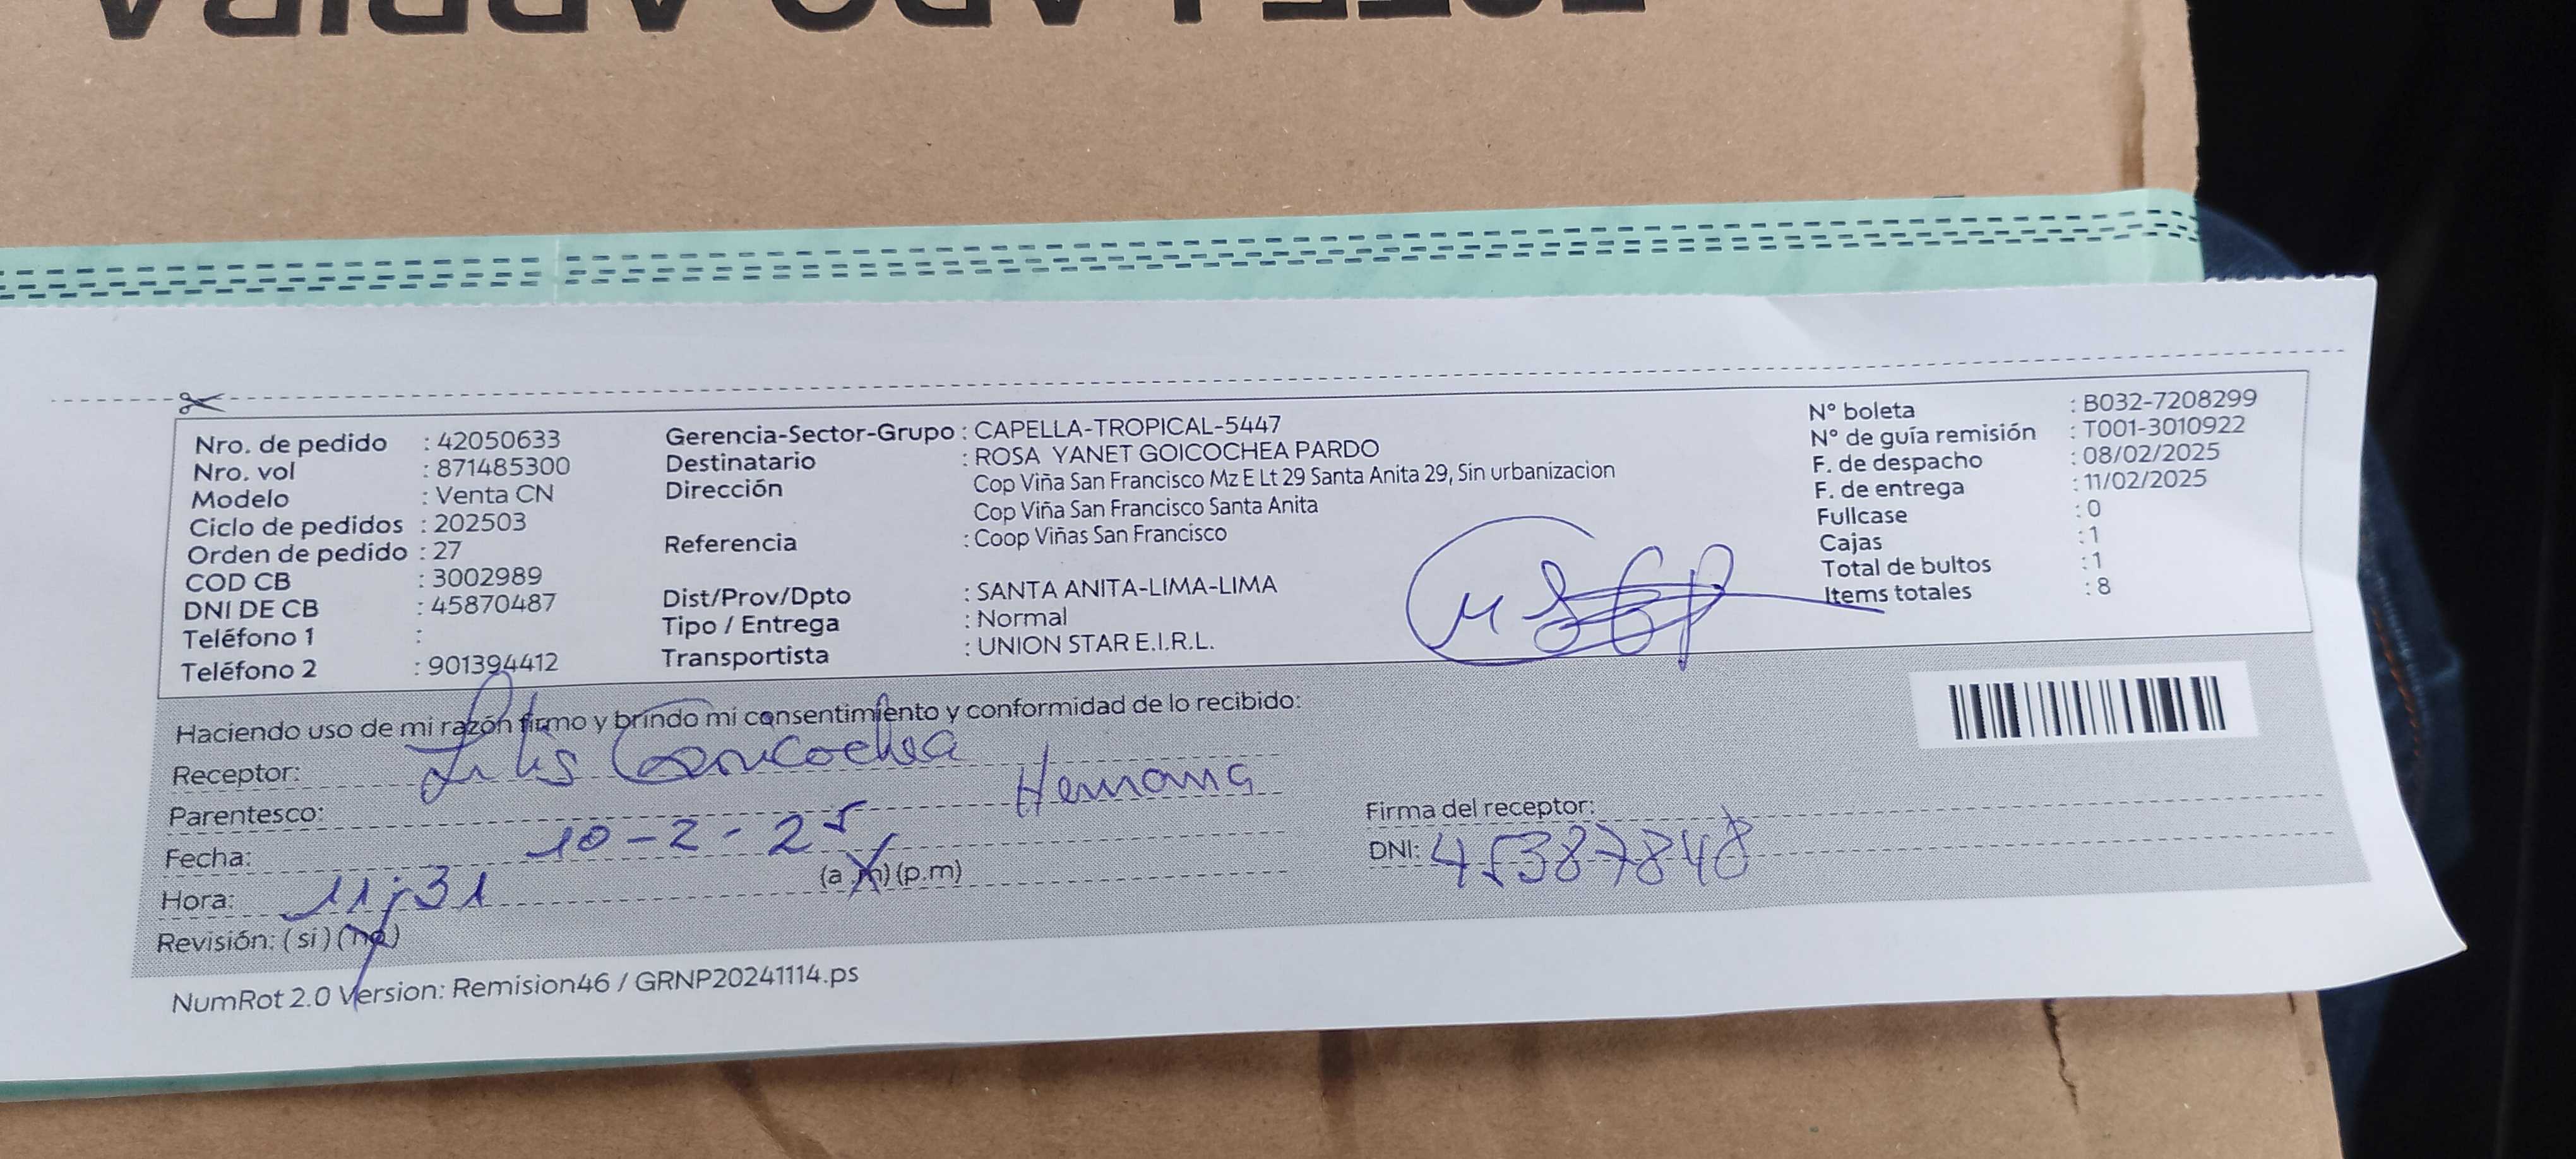 ESTE LADO ARRIBA
Nro. de pedido : 42050633
Nro. vol : 871485300
Modelo : Venta CN
Ciclo de pedidos : 202503
Orden de pedido : 27
COD CB : 3002989
DNI DE CB : 45870487
Teléfono 1 :
Teléfono 2 : 901394412
Gerencia-Sector-Grupo : CAPELLA-TROPICAL-5447
Destinatario : ROSA YANET GOICOCHEA PARDO
Dirección Cop Viña San Francisco Mz E Lt 29 Santa Anita 29, Sin urbanizacion
Cop Viña San Francisco Santa Anita
Referencia : Coop Viñas San Francisco
Dist/Prov/Dpto : SANTA ANITA-LIMA-LIMA
Tipo / Entrega : Normal
Transportista : UNION STAR E.I.R.L.
N° boleta : B032-7208299
N° de guía remisión : T001-3010922
F. de despacho : 08/02/2025
F. de entrega : 11/02/2025
Fullcase : 0
Cajas : 1
Total de bultos : 1
Items totales : 8
Haciendo uso de mi razón firmo y brindo mi consentimiento y conformidad de lo recibido:
Receptor: Goicochea
Parentesco: Hermana
Fecha: 10-2-25
Hora: 11:31 (a.m) (p.m)
Revisión: (si) (no)
Firma del receptor:
DNI: 45387848
NumRot 2.0 Version: Remision46 / GRNP20241114.ps